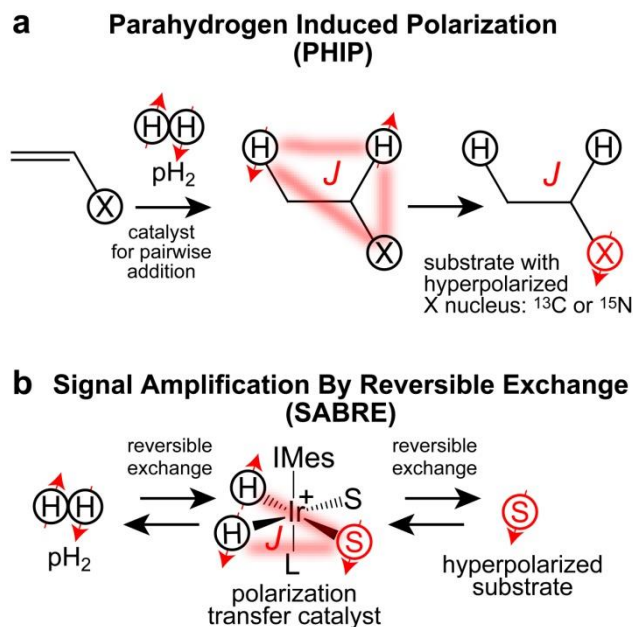 a Parahydrogen Induced Polarization
(PHIP)
H H
pH₂
X
catalyst
for pairwise
addition
H H
J
X
H H
J
X
substrate with
hyperpolarized
X nucleus: ¹³C or ¹⁵N
b Signal Amplification By Reversible Exchange
(SABRE)
reversible
exchange
IMes
reversible
exchange
H H
pH₂
H
H
Ir
+
S
J
S
L
polarization
transfer catalyst
S
hyperpolarized
substrate